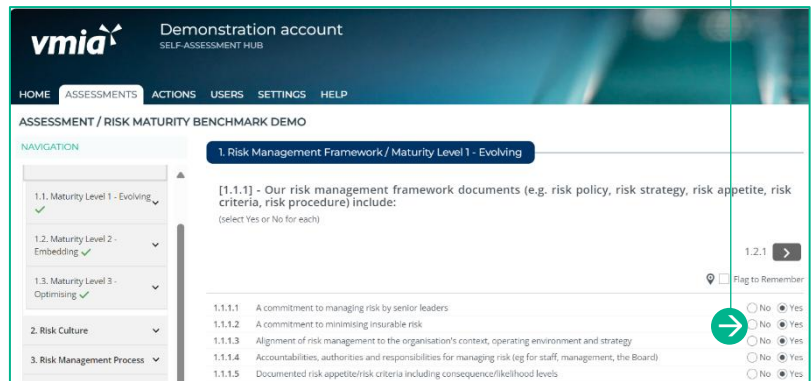 vmia
Demonstration account
SELF-ASSESSMENT HUB
HOME ASSESSMENTS ACTIONS USERS SETTINGS HELP
ASSESSMENT / RISK MATURITY BENCHMARK DEMO
NAVIGATION
1.1. Maturity Level 1 - Evolving
1.2. Maturity Level 2 -
Embedding
1.3. Maturity Level 3 -
Optimising
2. Risk Culture
3. Risk Management Process
1. Risk Management Framework / Maturity Level 1 - Evolving
[1.1.1] - Our risk management framework documents (e.g. risk policy, risk strategy, risk appetite, risk
criteria, risk procedure) include:
(select Yes or No for each)
1.2.1
Flag to Remember
1.1.1.1 A commitment to managing risk by senior leaders No Yes
1.1.1.2 A commitment to minimising insurable risk No Yes
1.1.1.3 Alignment of risk management to the organisation's context, operating environment and strategy No Yes
1.1.1.4 Accountabilities, authorities and responsibilities for managing risk (eg for staff, management, the Board) No Yes
1.1.1.5 Documented risk appetite/risk criteria including consequence/likelihood levels No Yes